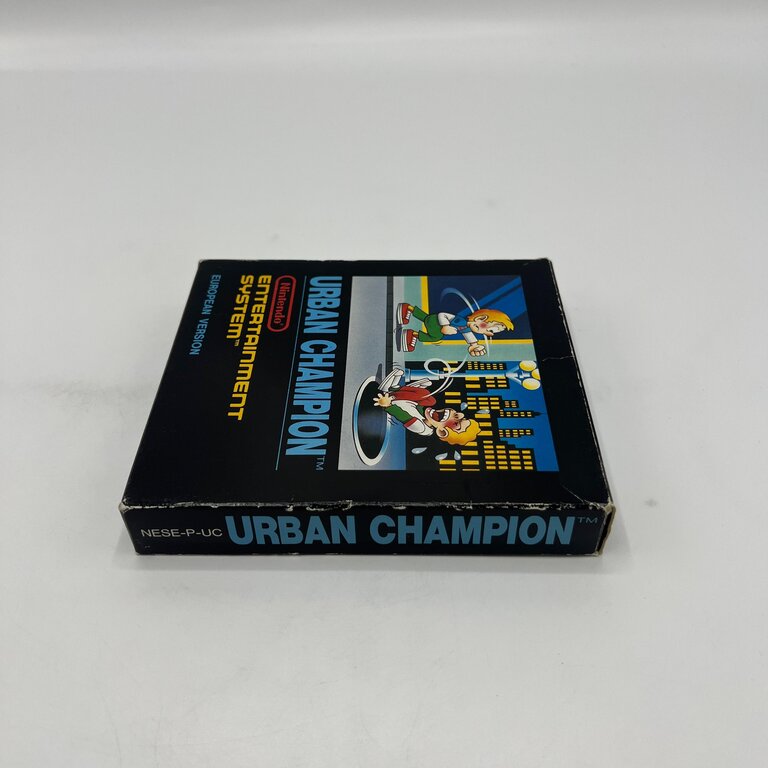 URBAN CHAMPION™
Nintendo
ENTERTAINMENT
SYSTEM™
EUROPEAN VERSION
NESE-P-UC URBAN CHAMPION™